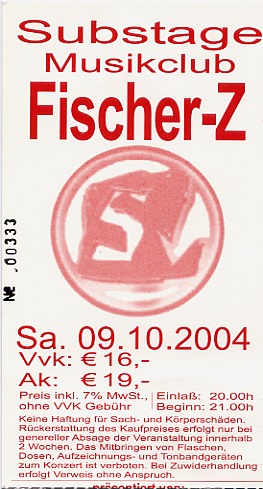 Substage
Musikclub
Fischer-Z
№ 00333
Sa. 09.10.2004
Vvk: € 16,-
Ak: € 19,-
Preis inkl. 7% MwSt., Einlaß: 20.00h
ohne VVK Gebühr Beginn: 21.00h
Keine Haftung für Sach- und Körperschäden.
Rückerstattung des Kaufpreises erfolgt nur bei
genereller Absage der Veranstaltung innerhalb
2 Wochen. Das Mitbringen von Flaschen,
Dosen, Aufzeichnungs- und Tonbandgeräten
zum Konzert ist verboten. Bei Zuwiderhandlung
erfolgt Verweis ohne Anspruch.
präsentiert von: